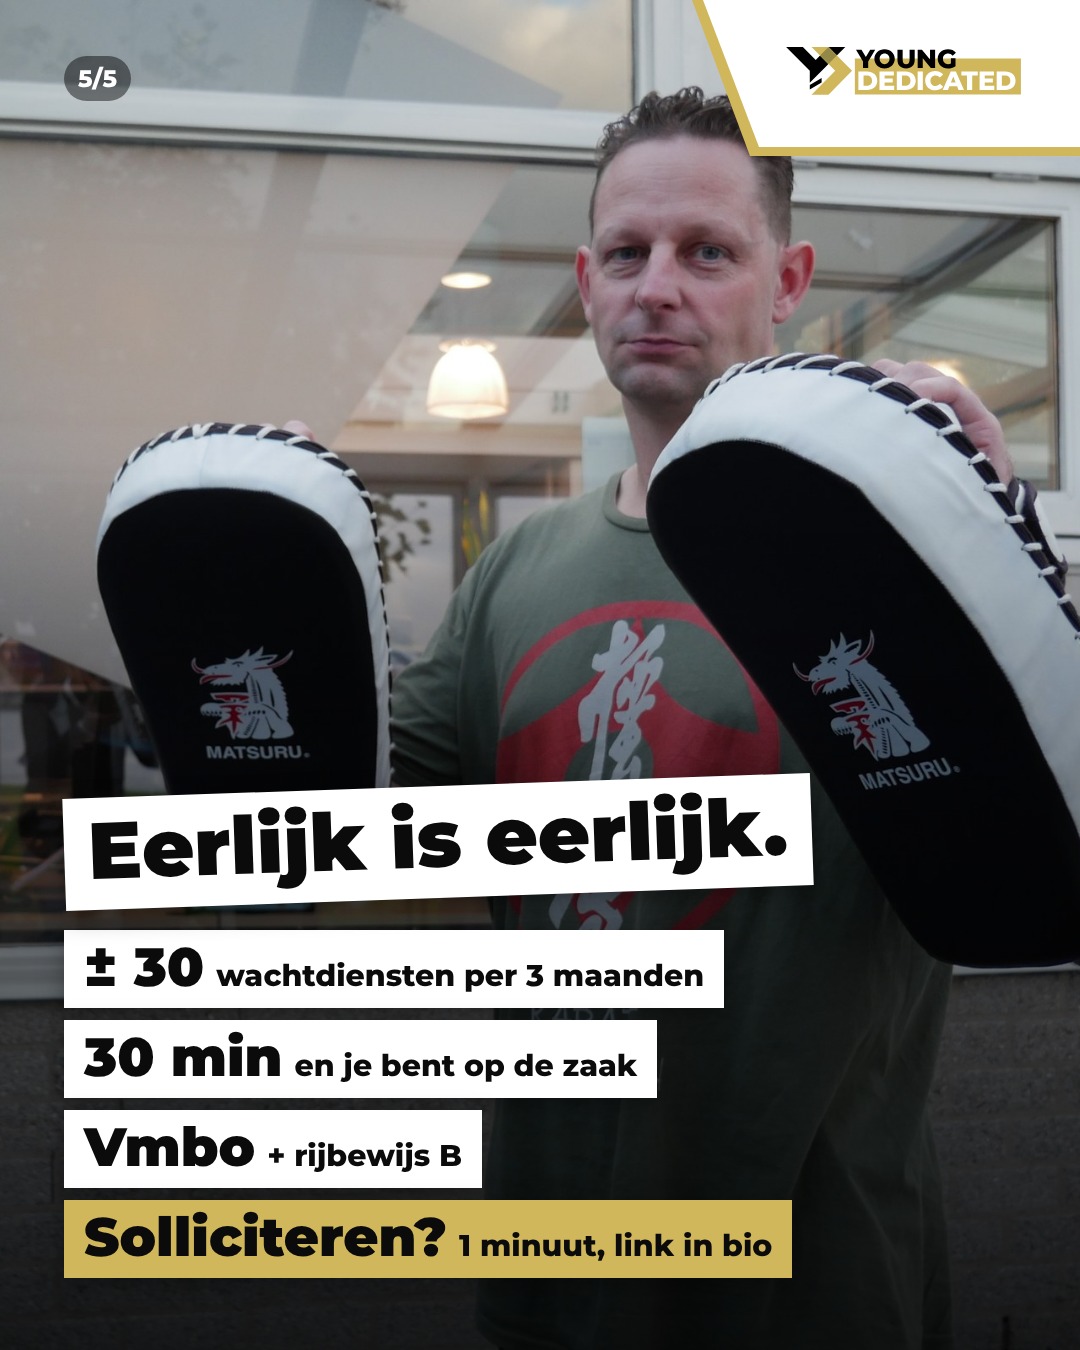 5/5
YOUNG
DEDICATED
MATSURU
MATSURU
極
Eerlijk is eerlijk.
± 30 wachtdiensten per 3 maanden
30 min en je bent op de zaak
Vmbo + rijbewijs B
Solliciteren? 1 minuut, link in bio